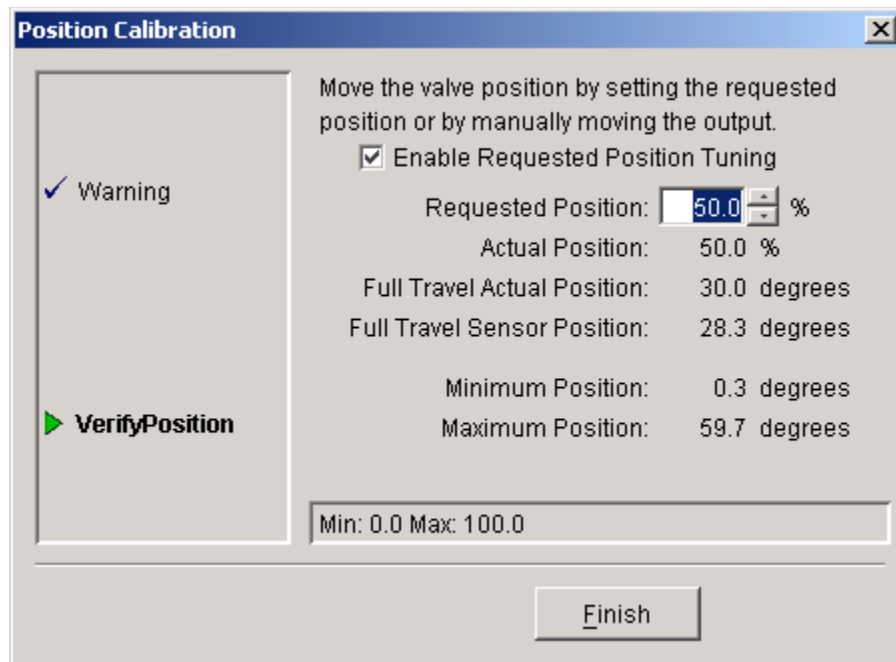 Position Calibration
Move the valve position by setting the requested
position or by manually moving the output.
Enable Requested Position Tuning
Warning
Requested Position: 50.0 %
Actual Position: 50.0 %
Full Travel Actual Position: 30.0 degrees
Full Travel Sensor Position: 28.3 degrees
Minimum Position: 0.3 degrees
VerifyPosition
Maximum Position: 59.7 degrees
Min: 0.0 Max: 100.0
Finish